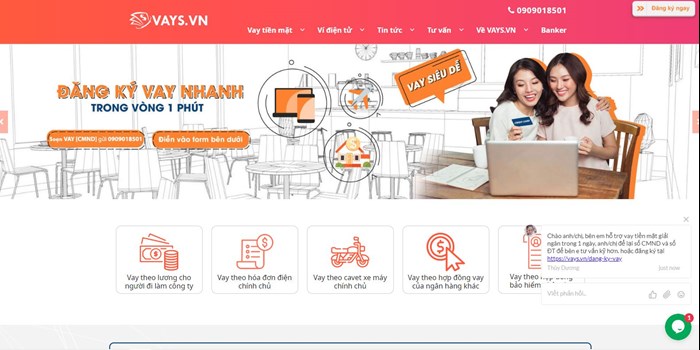 0909018501
Đăng ký ngay
VAYS.VN
Vay tiền mặt
Ví điện tử
Tin tức
Tư vấn
Về VAYS.VN
Banker
ĐĂNG KÝ VAY NHANH
TRONG VÒNG 1 PHÚT
Soạn VAY [CMND] gửi 0909018501
Điền vào form bên dưới
VAY SIÊU DỄ
Vay theo lương cho
người đi làm công ty
Vay theo hóa đơn điện
chính chủ
Vay theo cavet xe máy
chính chủ
Vay theo hợp đồng vay
của ngân hàng khác
Vay theo
bảo hiểm
Chào anh/chị, bên em hỗ trợ vay tiền mặt giải
ngân trong 1 ngày, anh/chị để lại số CMND và số
ĐT để bên e tư vấn kỹ hơn. hoặc đăng ký tại
https://vays.vn/dang-ky-vay
Thùy Dương
just now
Viết phản hồi..
1